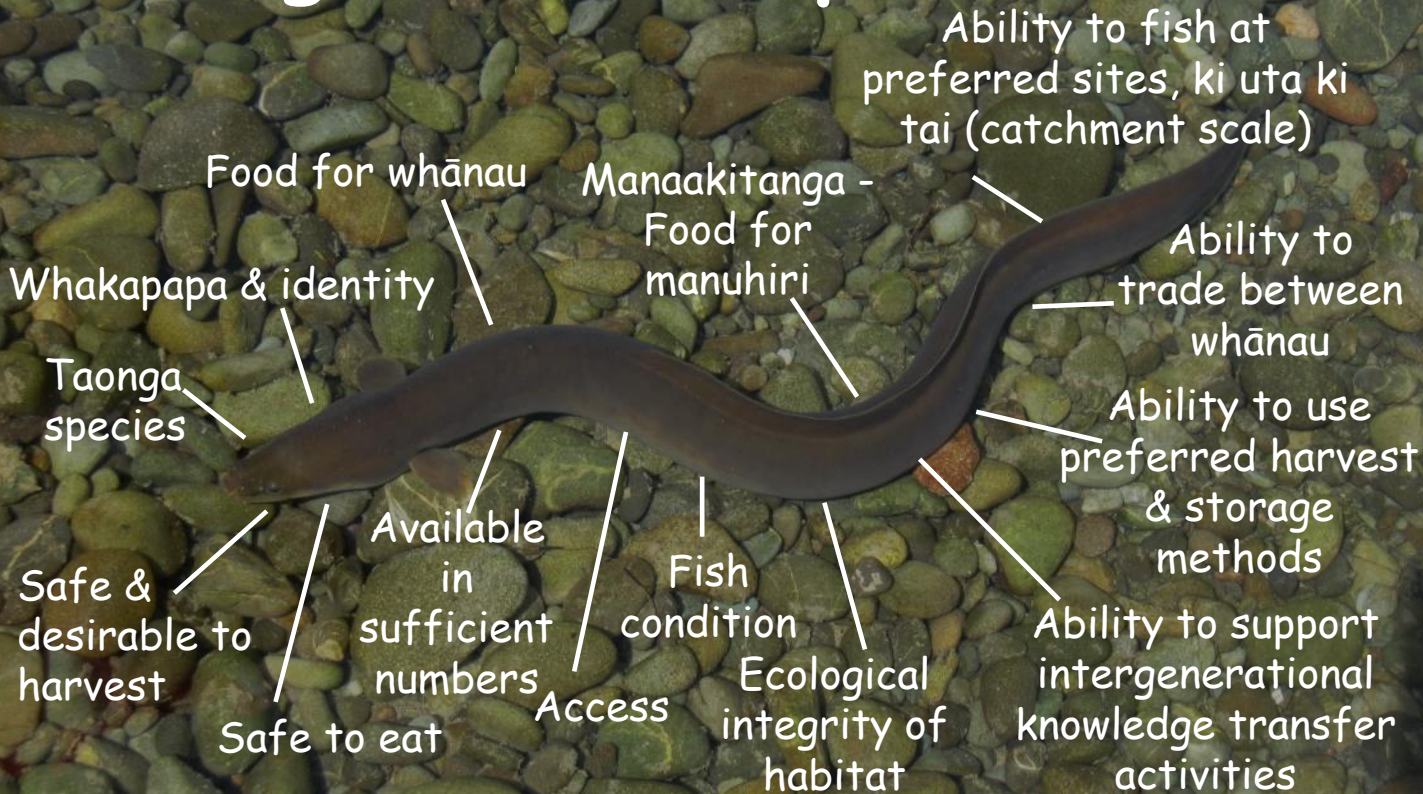 Ability to fish at
preferred sites, ki uta ki
tai (catchment scale)
Food for whānau
Manaakitanga -
Food for
manuhiri
Ability to
trade between
whānau
Whakapapa & identity
Taonga
species
Ability to use
preferred harvest
& storage
methods
Available
in
sufficient
numbers
Fish
condition
Safe &
desirable to
harvest
Access
Safe to eat
Ecological
integrity of
habitat
Ability to support
intergenerational
knowledge transfer
activities